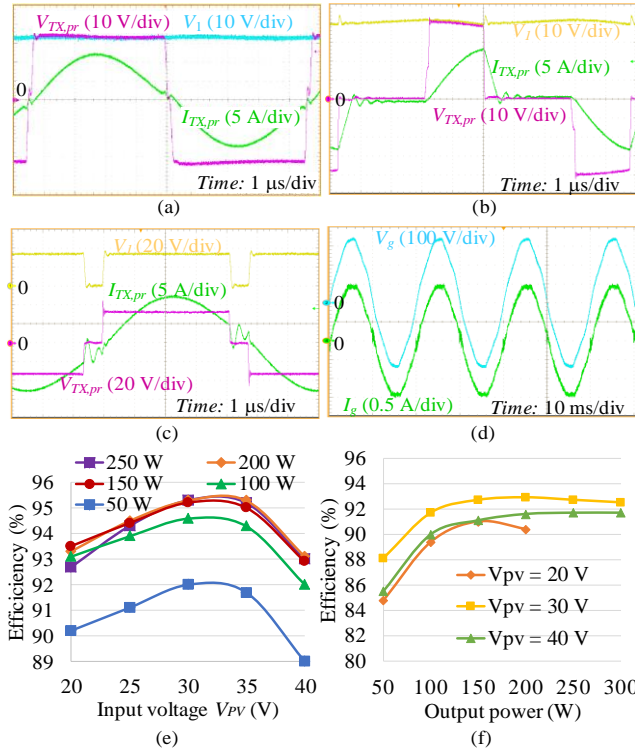 V_TX,pr (10 V/div) V_1 (10 V/div)
0
I_TX,pr (5 A/div)
Time: 1 μs/div
(a)
V_1 (10 V/div)
I_TX,pr (5 A/div)
0
V_TX,pr (10 V/div)
Time: 1 μs/div
(b)
V_1 (20 V/div)
0
I_TX,pr (5 A/div)
0
V_TX,pr (20 V/div)
Time: 1 μs/div
(c)
V_g (100 V/div)
0
0
I_g (0.5 A/div) Time: 10 ms/div
(d)
250 W 200 W
150 W 100 W
50 W
Efficiciency (%)
96
95
94
93
92
91
90
89
20 25 30 35 40
Input voltage V_PV (V)
(e)
Efficiency (%)
96
94
92
90
88
86
84
82
80
Vpv = 20 V
Vpv = 30 V
Vpv = 40 V
50 100 150 200 250 300
Output power (W)
(f)